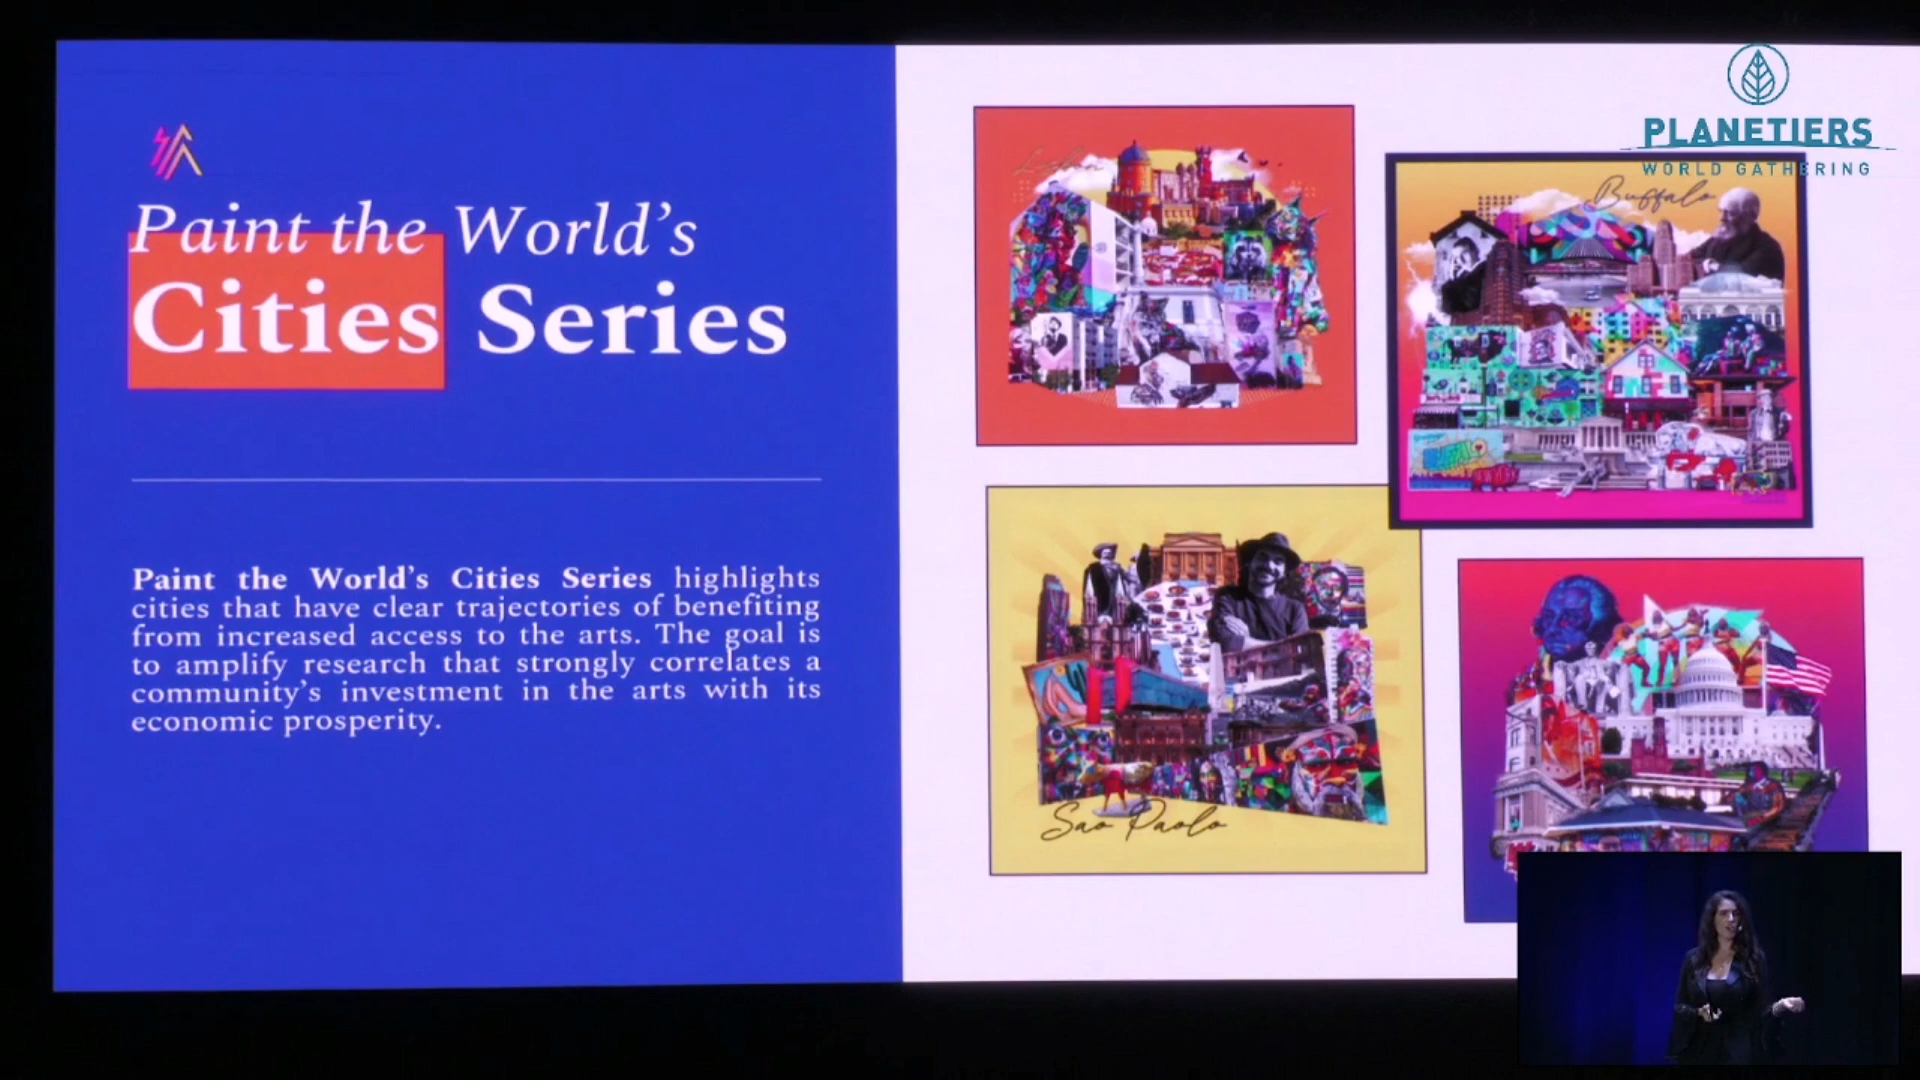 Paint the World's
Cities Series
Paint the World's Cities Series highlights
cities that have clear trajectories of benefiting
from increased access to the arts. The goal is
to amplify research that strongly correlates a
community's investment in the arts with its
economic prosperity.
PLANETIERS
WORLD GATHERING
Buffalo
Sao Paolo